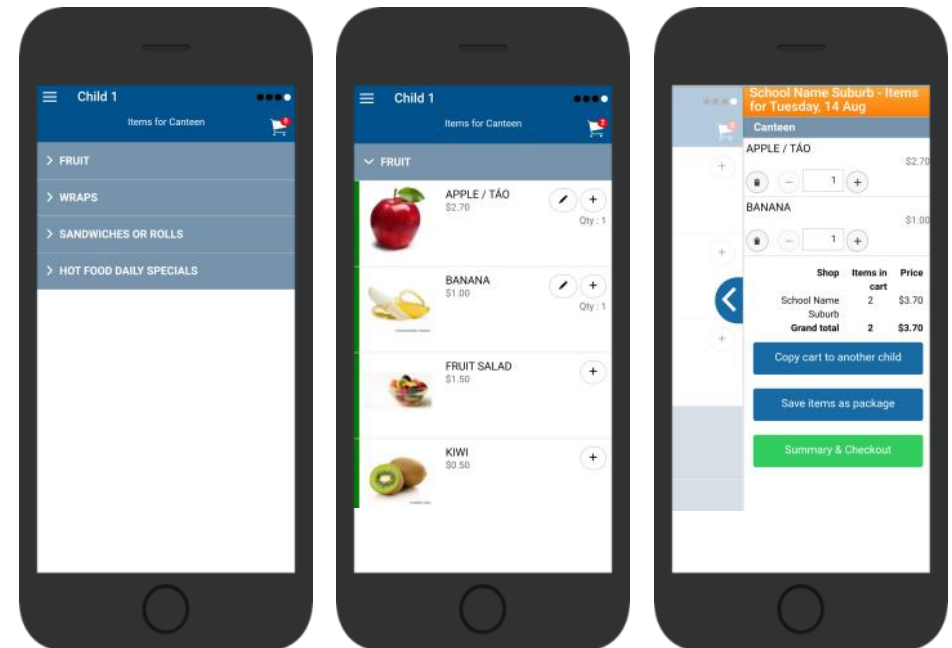 Child 1
Items for Canteen
0
FRUIT
WRAPS
SANDWICHES OR ROLLS
HOT FOOD DAILY SPECIALS
Child 1
Items for Canteen
2
FRUIT
APPLE / TÁO
$2.70
Qty : 1
BANANA
$1.00
Qty : 1
FRUIT SALAD
$1.50
KIWI
$0.50
School Name Suburb - Items
for Tuesday, 14 Aug
Canteen
APPLE / TÁO
$2.70
1
BANANA
$1.00
1
Shop Items in Price
cart
School Name 2 $3.70
Suburb
Grand total 2 $3.70
Copy cart to another child
Save items as package
Summary & Checkout